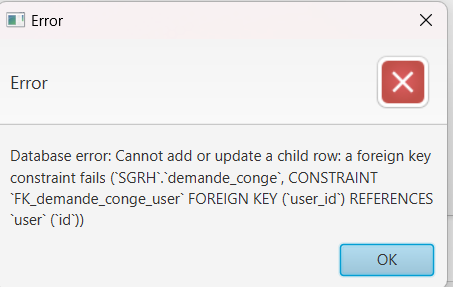 Error
Error
Database error: Cannot add or update a child row: a foreign key
constraint fails (`SGRH`.`demande_conge`, CONSTRAINT
`FK_demande_conge_user` FOREIGN KEY (`user_id`) REFERENCES
`user` (`id`))
OK